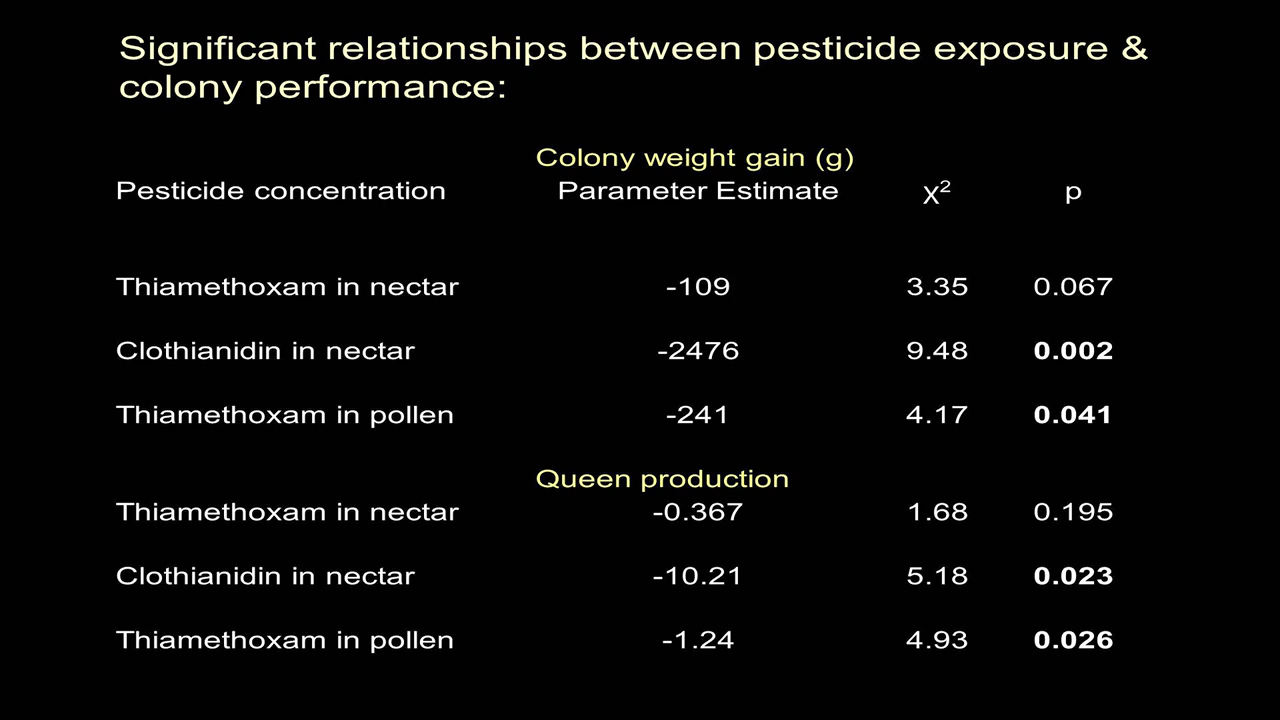 Significant relationships between pesticide exposure &
colony performance:
Colony weight gain (g)
Pesticide concentration Parameter Estimate X² p
Thiamethoxam in nectar -109 3.35 0.067
Clothianidin in nectar -2476 9.48 0.002
Thiamethoxam in pollen -241 4.17 0.041
Queen production
Thiamethoxam in nectar -0.367 1.68 0.195
Clothianidin in nectar -10.21 5.18 0.023
Thiamethoxam in pollen -1.24 4.93 0.026